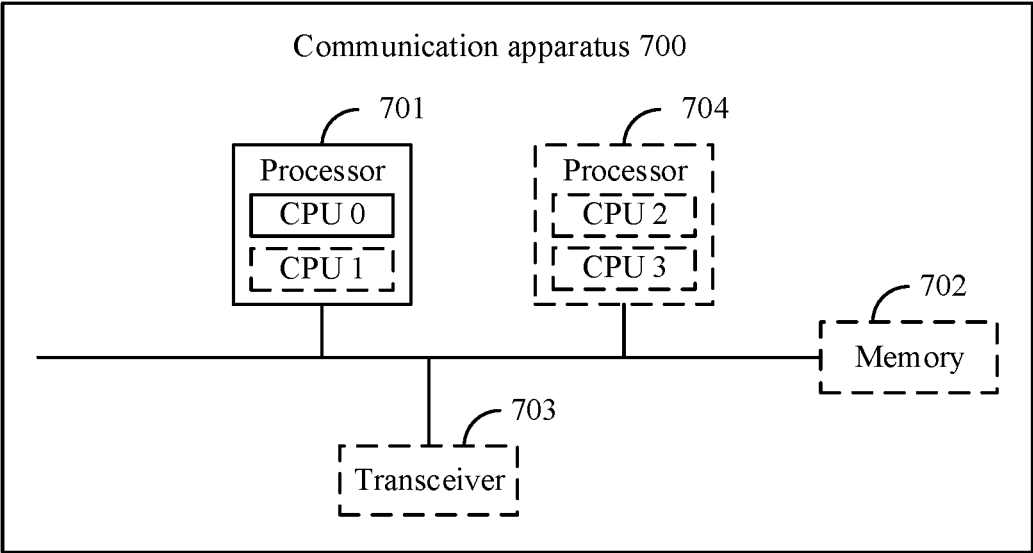 Communication apparatus 700
701
704
Processor
Processor
CPU 0
CPU 2
CPU 1
CPU 3
702
Memory
703
Transceiver